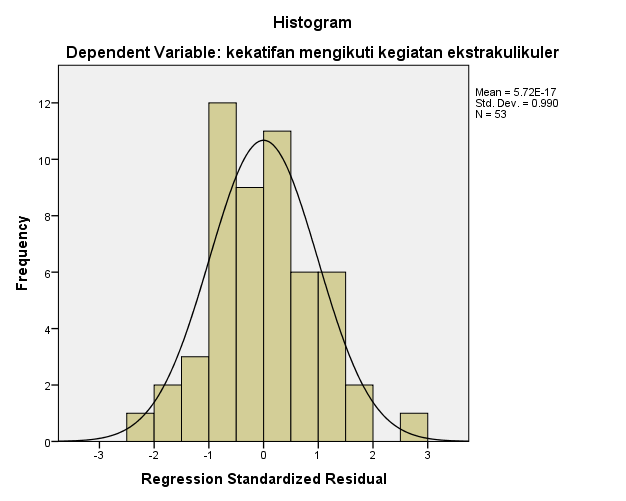 Histogram
Dependent Variable: kekatifan mengikuti kegiatan ekstrakulikuler
Mean = 5.72E-17
Std. Dev. = 0.990
N = 53
Frequency
12
10
8
6
4
2
0
-3 -2 -1 0 1 2 3
Regression Standardized Residual